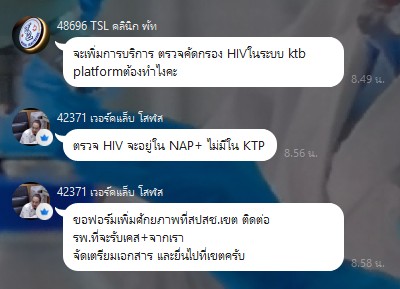 48696 TSL คลินิก พัท
จะเพิ่มการบริการ ตรวจคัดกรอง HIVในระบบ ktb
platformต้องทำไงคะ
8.49 น.
42371 เวอร์ดแล็บ โสฬส
ตรวจ HIV จะอยู่ใน NAP+ ไม่มีใน KTP
8.56 น.
42371 เวอร์ดแล็บ โสฬส
ขอฟอร์มเพิ่มศักยภาพที่สปสช.เขต ติดต่อ
รพ.ที่จะรับเคส+จากเรา
จัดเตรียมเอกสาร และยื่นไปที่เขตครับ
8.58 น.